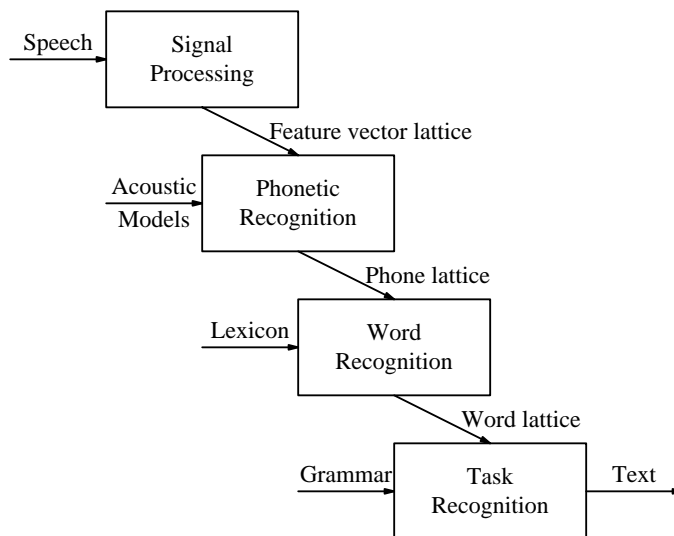 Speech
Signal
Processing
Feature vector lattice
Acoustic
Models
Phonetic
Recognition
Phone lattice
Lexicon
Word
Recognition
Word lattice
Grammar
Task
Recognition
Text